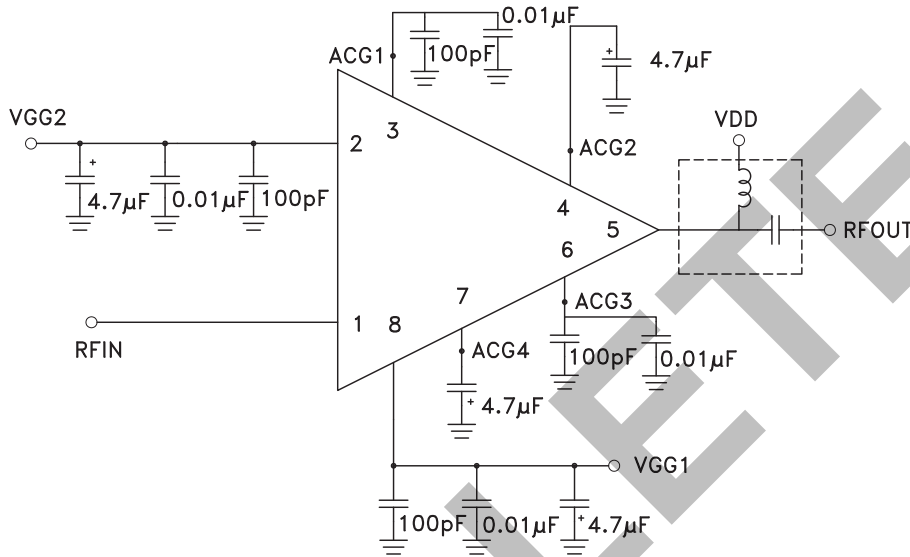 0.01μF
100pF
ACG1
4.7μF
VGG2
VDD
ACG2
2
3
4.7μF
0.01μF
100pF
4
5
RFOUT
6
7
ACG3
1
8
RFIN
ACG4
100pF
0.01μF
4.7μF
VGG1
100pF
0.01μF
4.7μF
LETE